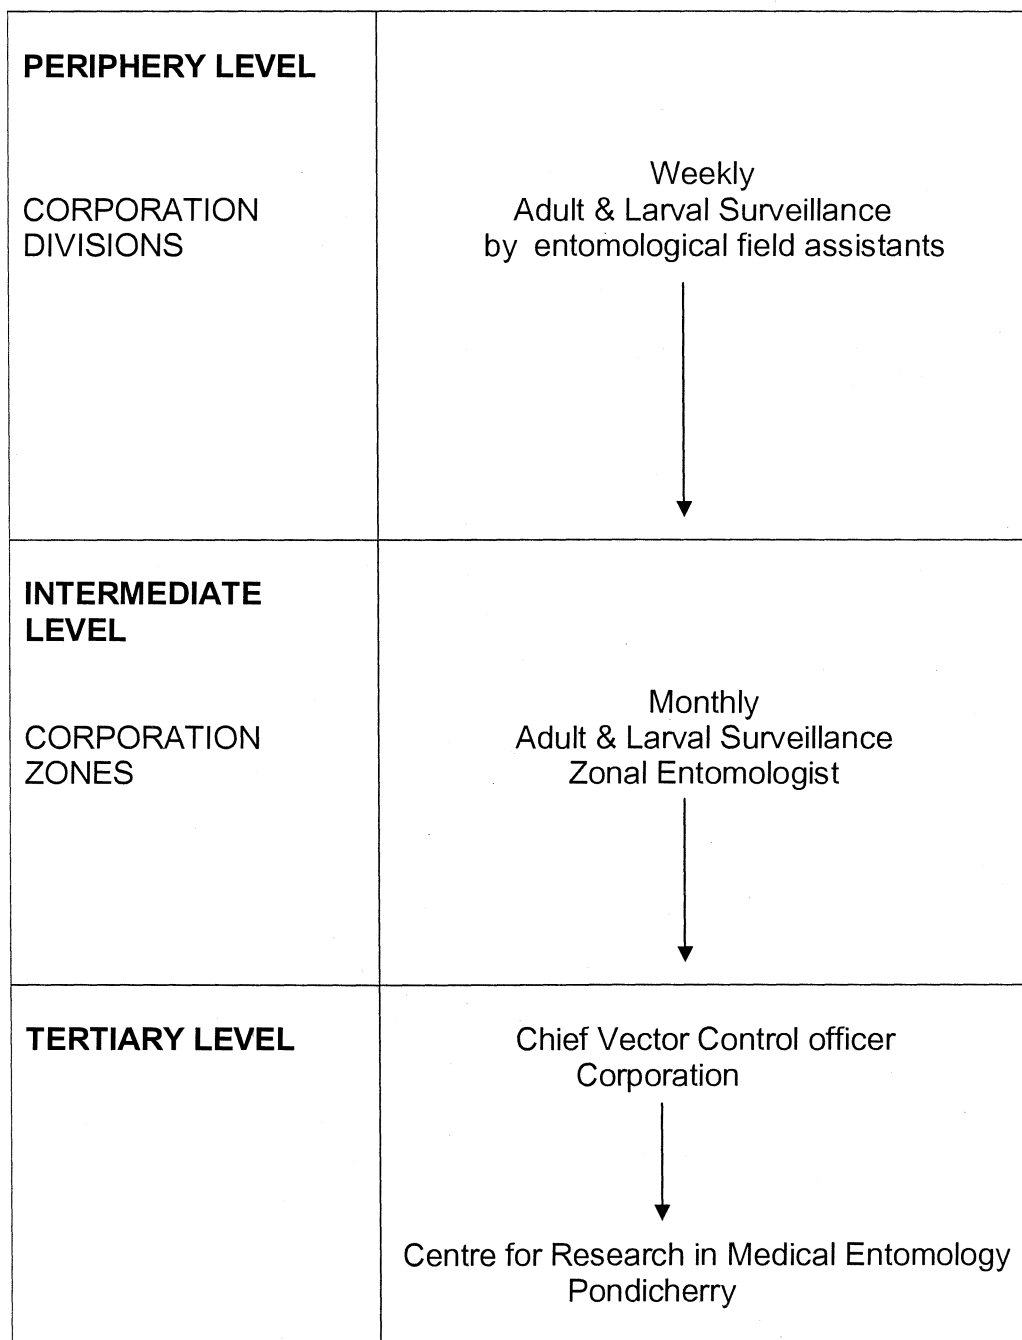 PERIPHERY LEVEL
CORPORATION
DIVISIONS
Weekly
Adult & Larval Surveillance
by entomological field assistants
INTERMEDIATE
LEVEL
CORPORATION
ZONES
Monthly
Adult & Larval Surveillance
Zonal Entomologist
TERTIARY LEVEL
Chief Vector Control officer
Corporation
Centre for Research in Medical Entomology
Pondicherry